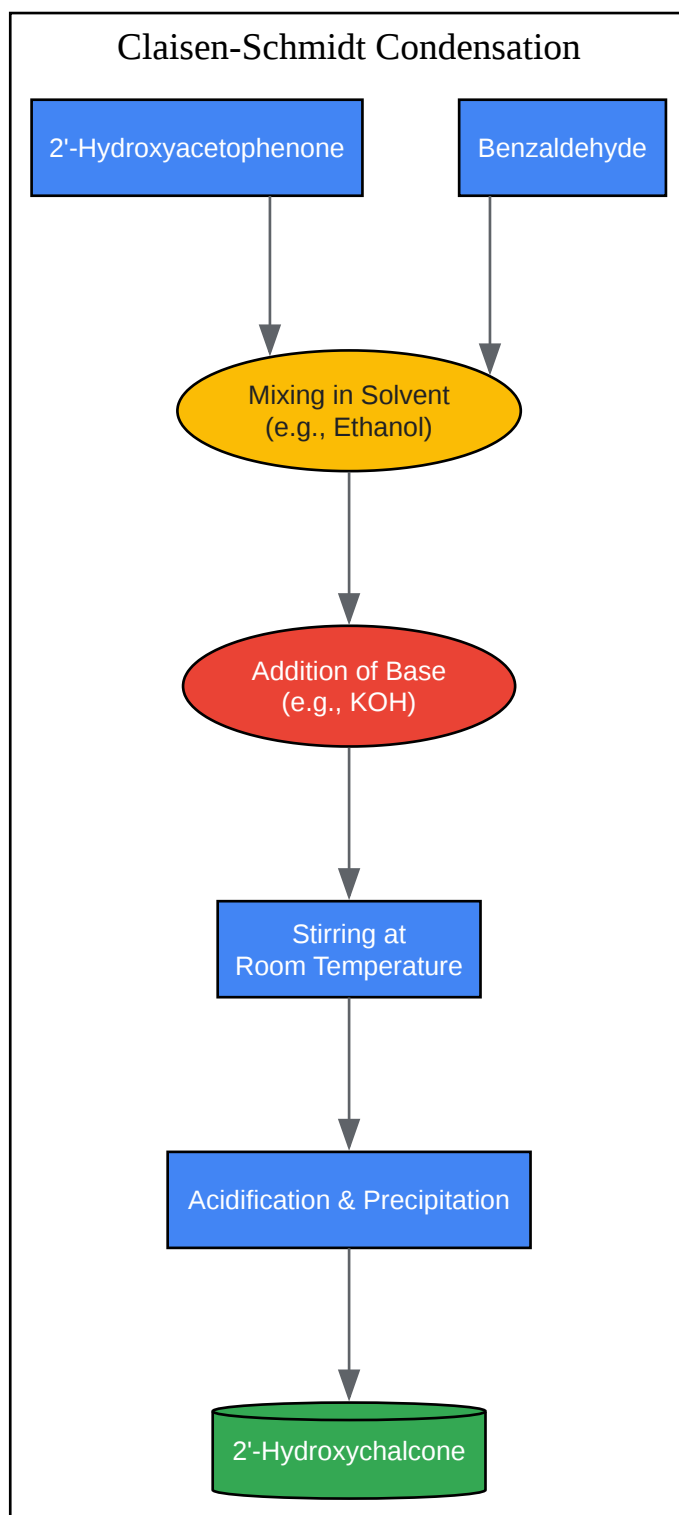 Claisen-Schmidt Condensation
2'-Hydroxyacetophenone
Benzaldehyde
Mixing in Solvent
(e.g., Ethanol)
Addition of Base
(e.g., KOH)
Stirring at
Room Temperature
Acidification & Precipitation
2'-Hydroxychalcone